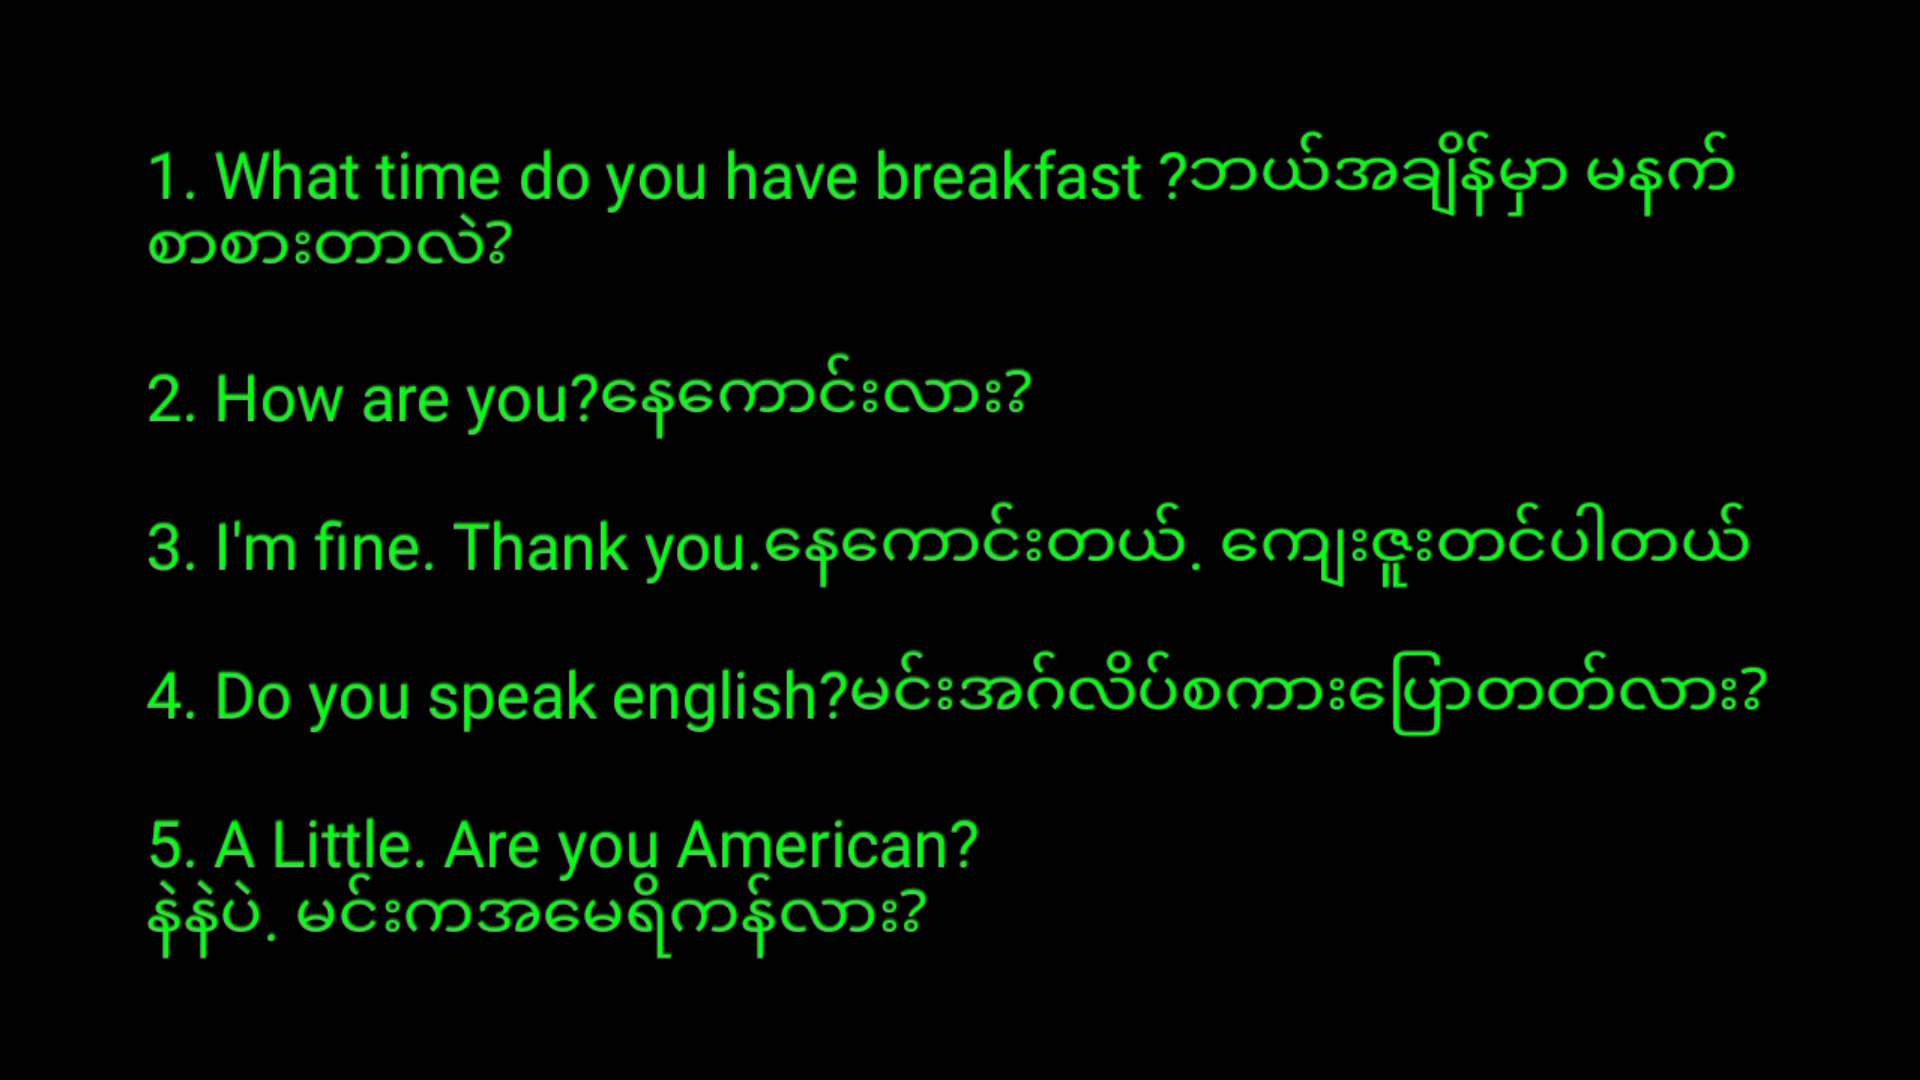 1. What time do you have breakfast ?ဘယ်အချိန်မှာ မနက်
စာစားတာလဲ?
2. How are you?နေကောင်းလား?
3. I'm fine. Thank you.နေကောင်းတယ်. ကျေးဇူးတင်ပါတယ်
4. Do you speak english?မင်းအင်္ဂလိပ်စကားပြောတတ်လား?
5. A Little. Are you American?
နဲနဲပဲ. မင်းကအမေရိကန်လား?